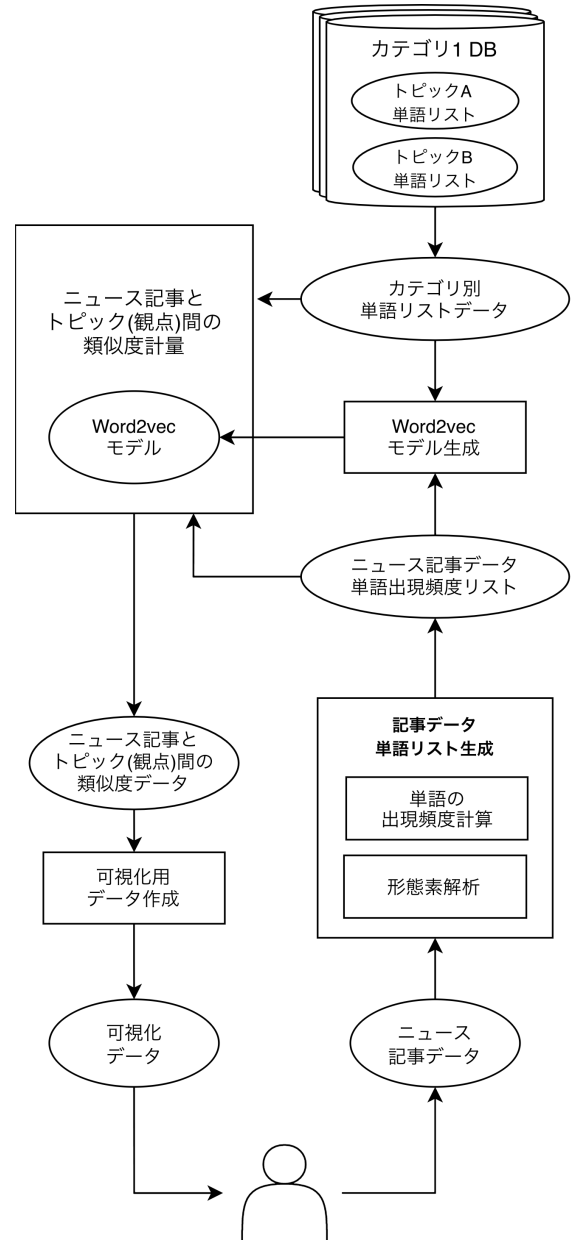 カテゴリ1 DB
トピックA
単語リスト
トピックB
単語リスト
カテゴリ別
単語リストデータ
ニュース記事と
トピック(観点)間の
類似度計量
Word2vec
モデル
Word2vec
モデル生成
ニュース記事データ
単語出現頻度リスト
記事データ
単語リスト生成
単語の
出現頻度計算
形態素解析
ニュース記事と
トピック(観点)間の
類似度データ
可視化用
データ作成
可視化
データ
ニュース
記事データ